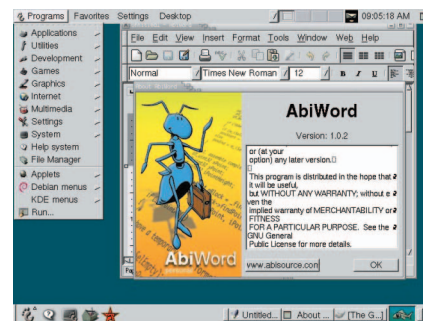 Programs Favorites Settings Desktop 09:05:18 AM
Applications
Utilities
Development
Games
Graphics
Internet
Multimedia
Settings
System
Help system
File Manager
Applets
Debian menus
KDE menus
Run...
File Edit View Insert Format Tools Window Web Help
Normal Times New Roman 12 B I U
AbiWord
Version: 1.0.2
or (at your
option) any later version.
This program is distributed in the hope that
it will be useful,
but WITHOUT ANY WARRANTY; without e
ven the
implied warranty of MERCHANTABILITY or
FITNESS
FOR A PARTICULAR PURPOSE. See the
GNU General
Public License for more details.
AbiWord
personal
www.abisource.com
OK
Untitled... About ... [The G...]